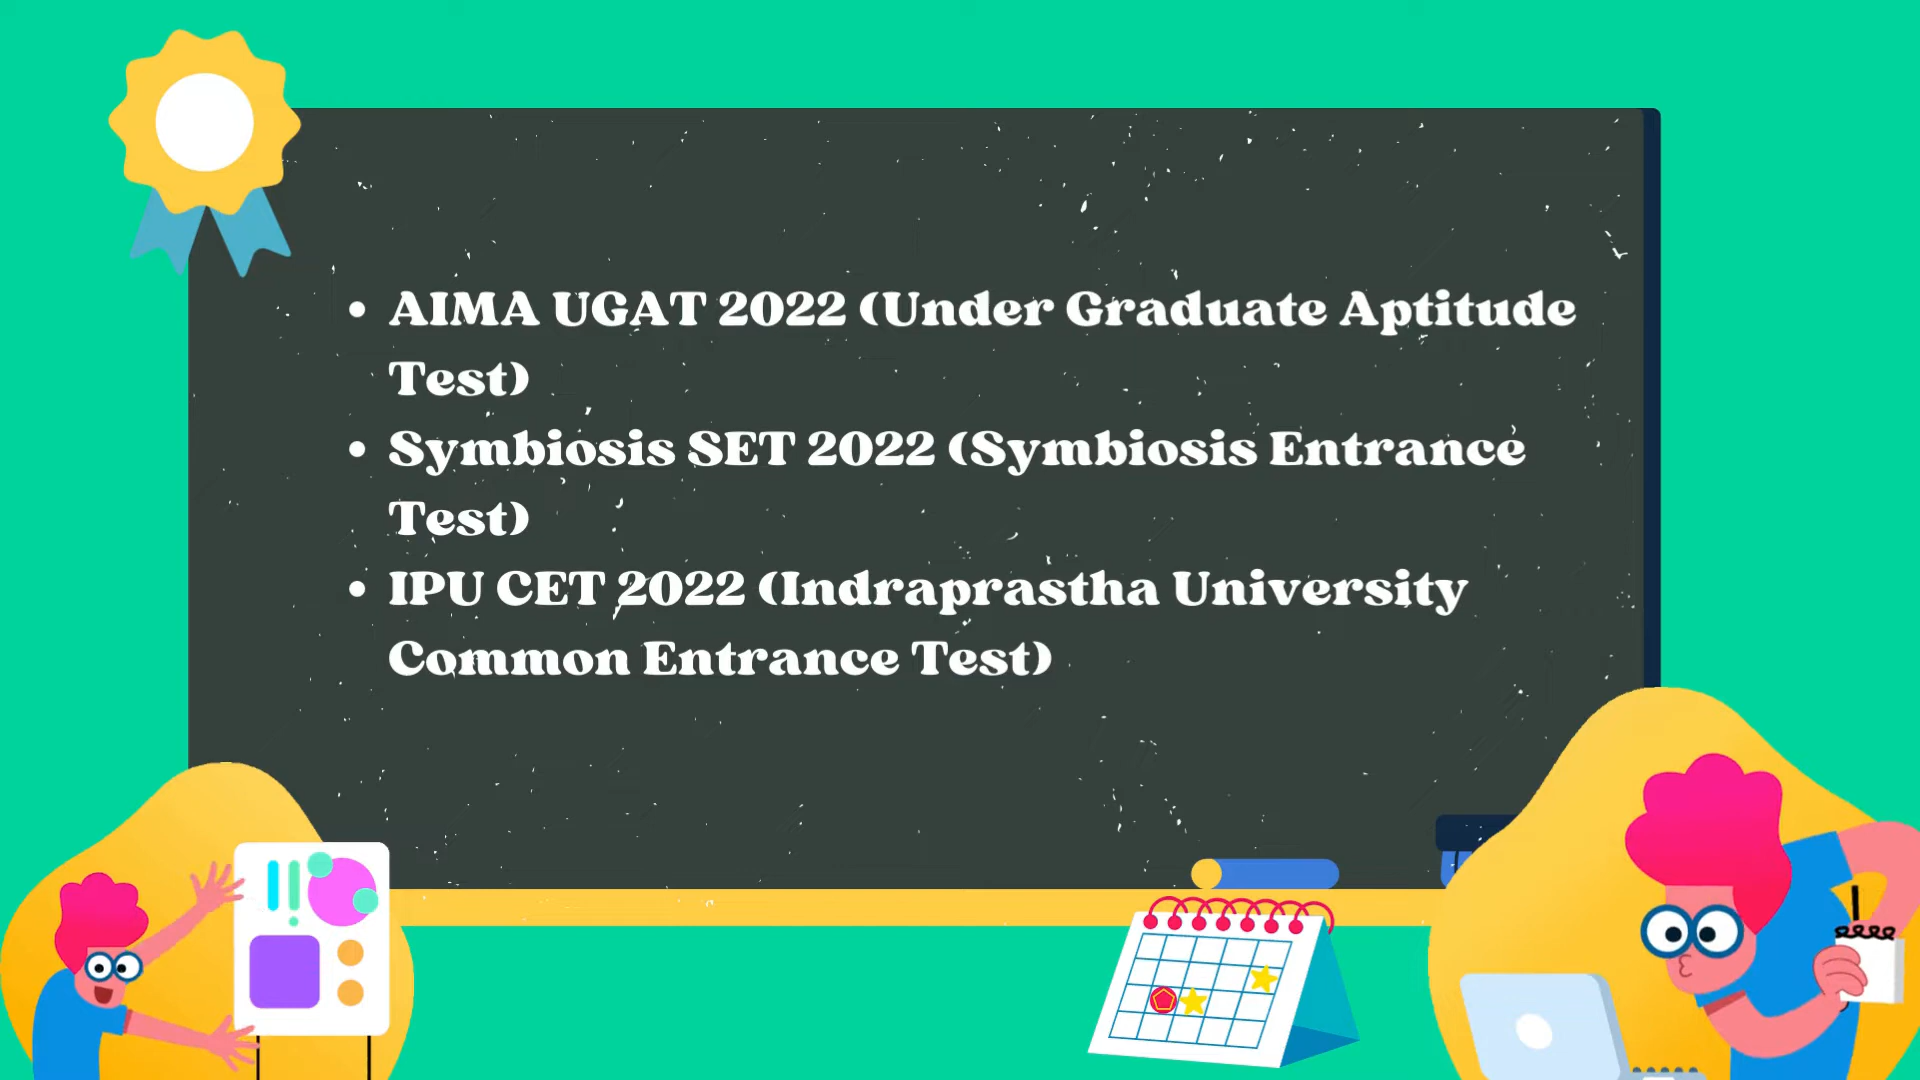 • AIMA UGAT 2022 (Under Graduate Aptitude
Test)
• Symbiosis SET 2022 (Symbiosis Entrance
Test)
• IPU CET 2022 (Indraprastha University
Common Entrance Test)